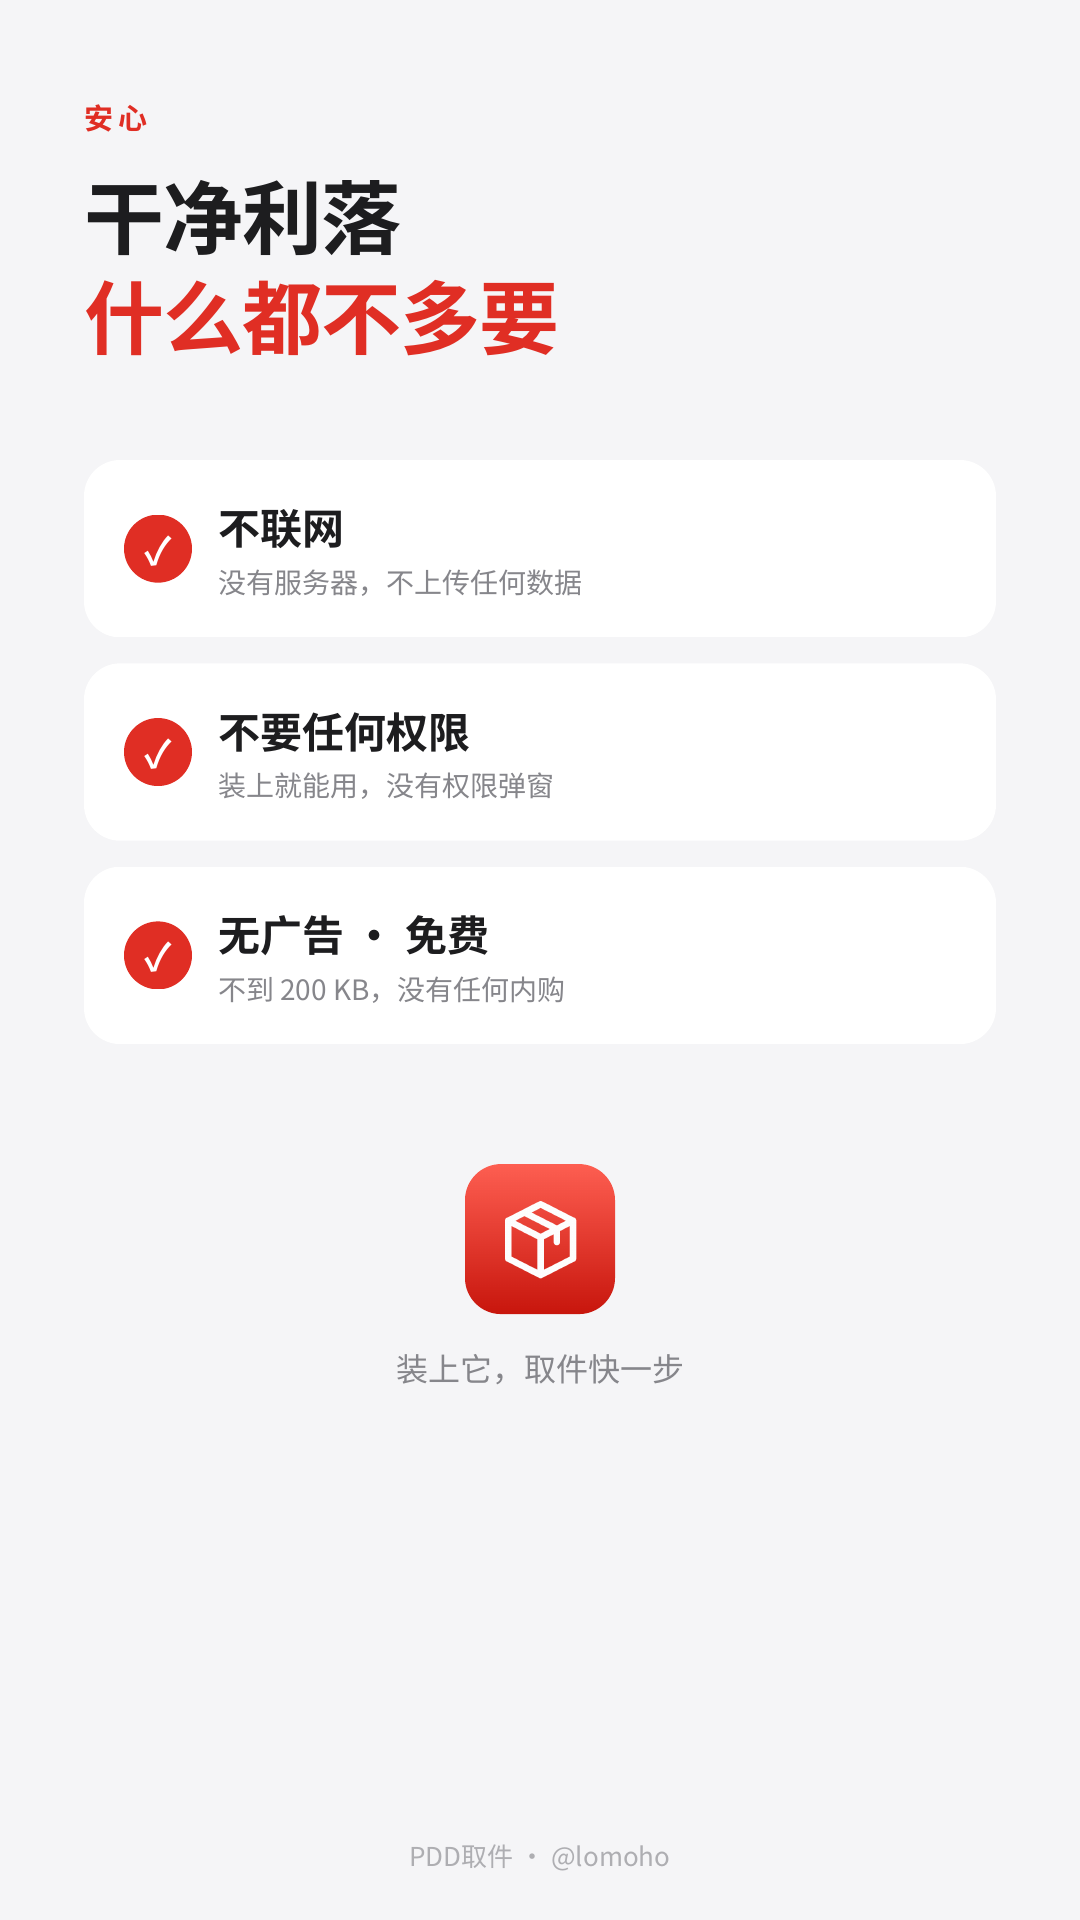 安心
干净利落
什么都不多要
✓
不联网
没有服务器，不上传任何数据
✓
不要任何权限
装上就能用，没有权限弹窗
✓
无广告 · 免费
不到 200 KB，没有任何内购
装上它，取件快一步
PDD取件 · @lomoho